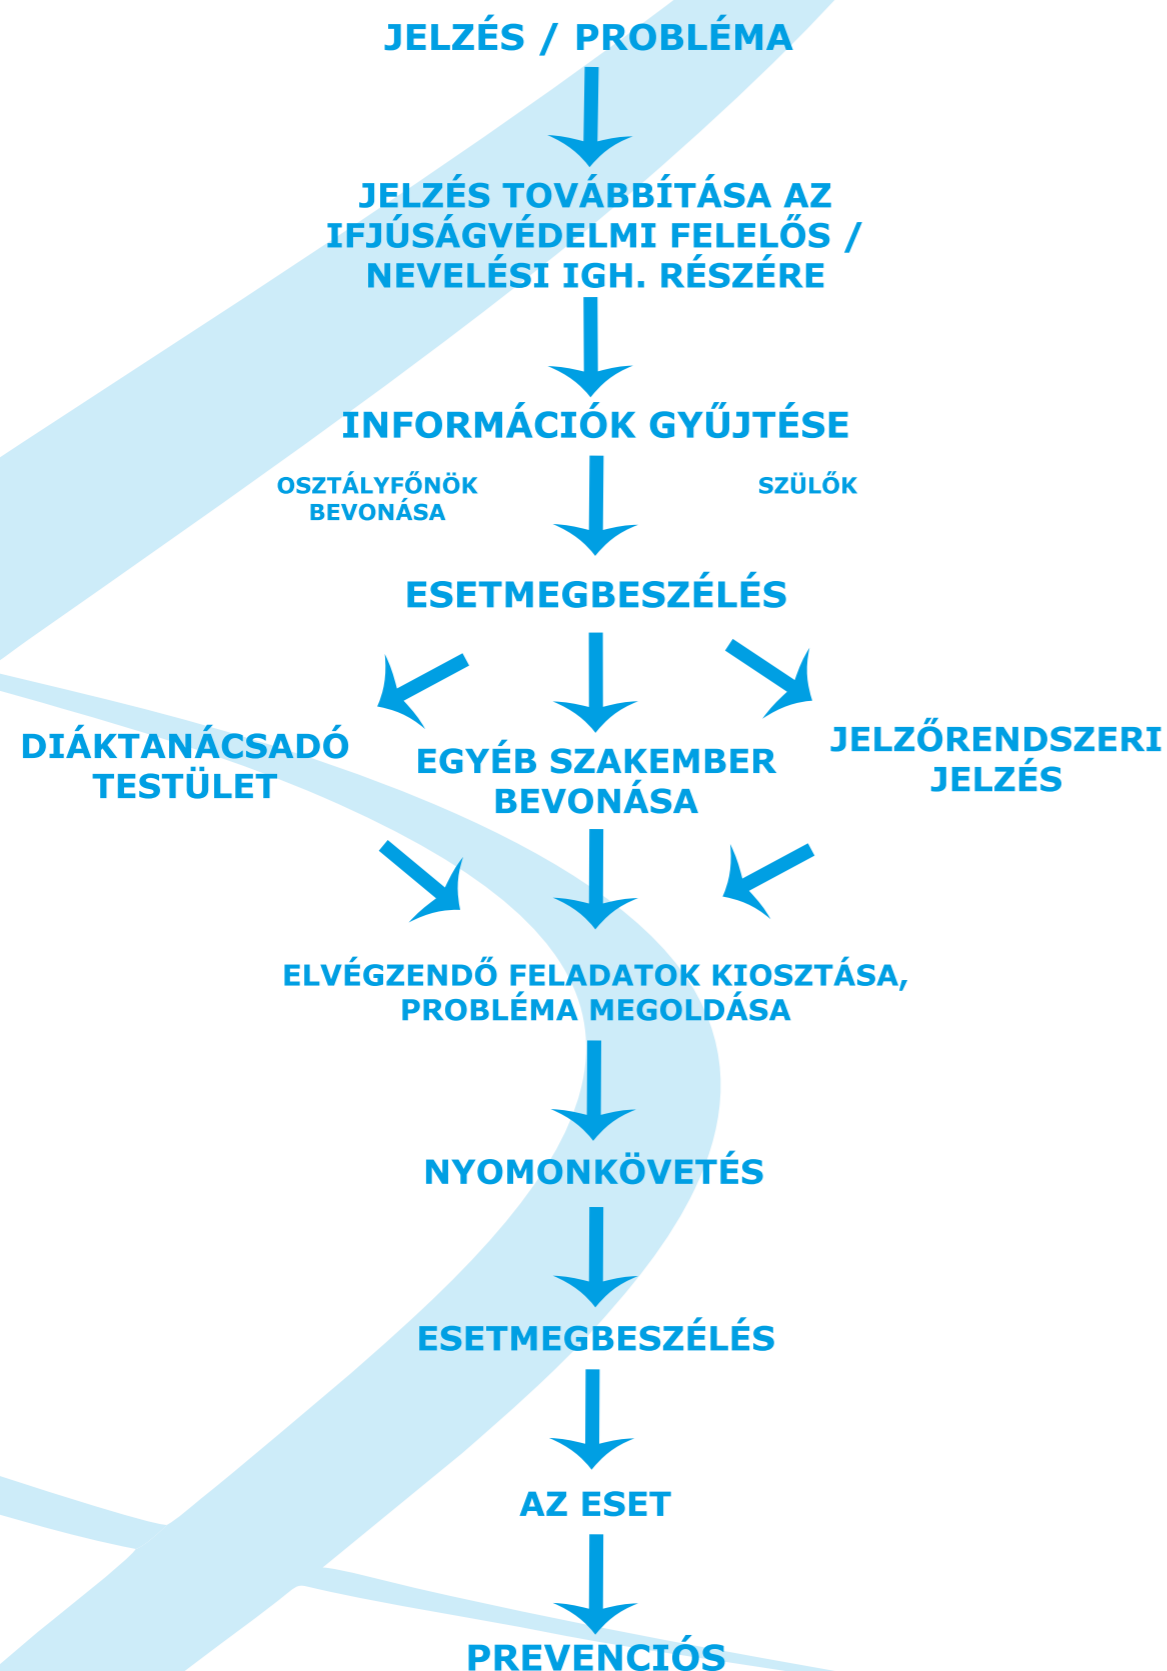 JELZÉS / PROBLÉMA
JELZÉS TOVÁBBÍTÁSA AZ
IFJÚSÁGVÉDELMI FELELŐS /
NEVELÉSI IGH. RÉSZÉRE
INFORMÁCIÓK GYŰJTÉSE
OSZTÁLYFŐNÖK
BEVONÁSA
SZÜLŐK
ESETMEGBESZÉLÉS
DIÁKTANÁCSADÓ
TESTÜLET
EGYÉB SZAKEMBER
BEVONÁSA
JELZŐRENDSZERI
JELZÉS
ELVÉGZENDŐ FELADATOK KIOSZTÁSA,
PROBLÉMA MEGOLDÁSA
NYOMONKÖVETÉS
ESETMEGBESZÉLÉS
AZ ESET
PREVENCIÓS